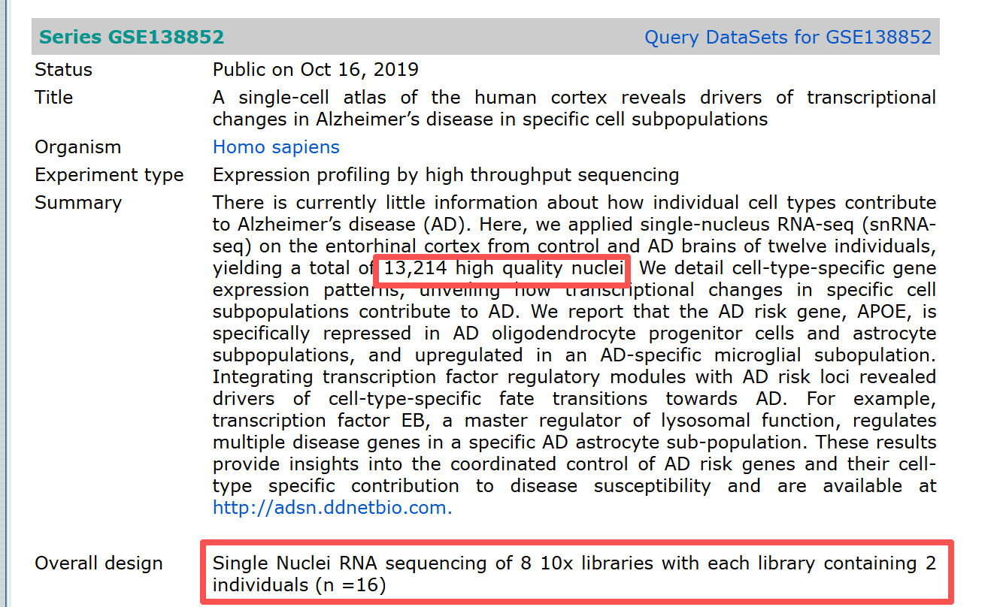 Series GSE138852 Query DataSets for GSE138852
Status Public on Oct 16, 2019
Title A single-cell atlas of the human cortex reveals drivers of transcriptional
changes in Alzheimer’s disease in specific cell subpopulations
Organism Homo sapiens
Experiment type Expression profiling by high throughput sequencing
Summary There is currently little information about how individual cell types contribute
to Alzheimer’s disease (AD). Here, we applied single-nucleus RNA-seq (snRNA-
seq) on the entorhinal cortex from control and AD brains of twelve individuals,
yielding a total of 13,214 high quality nuclei We detail cell-type-specific gene
expression patterns, unveiling how transcriptional changes in specific cell
subpopulations contribute to AD. We report that the AD risk gene, APOE, is
specifically repressed in AD oligodendrocyte progenitor cells and astrocyte
subpopulations, and upregulated in an AD-specific microglial subopulation.
Integrating transcription factor regulatory modules with AD risk loci revealed
drivers of cell-type-specific fate transitions towards AD. For example,
transcription factor EB, a master regulator of lysosomal function, regulates
multiple disease genes in a specific AD astrocyte sub-population. These results
provide insights into the coordinated control of AD risk genes and their cell-
type specific contribution to disease susceptibility and are available at
http://adsn.ddnetbio.com.
Overall design Single Nuclei RNA sequencing of 8 10x libraries with each library containing 2
individuals (n =16)